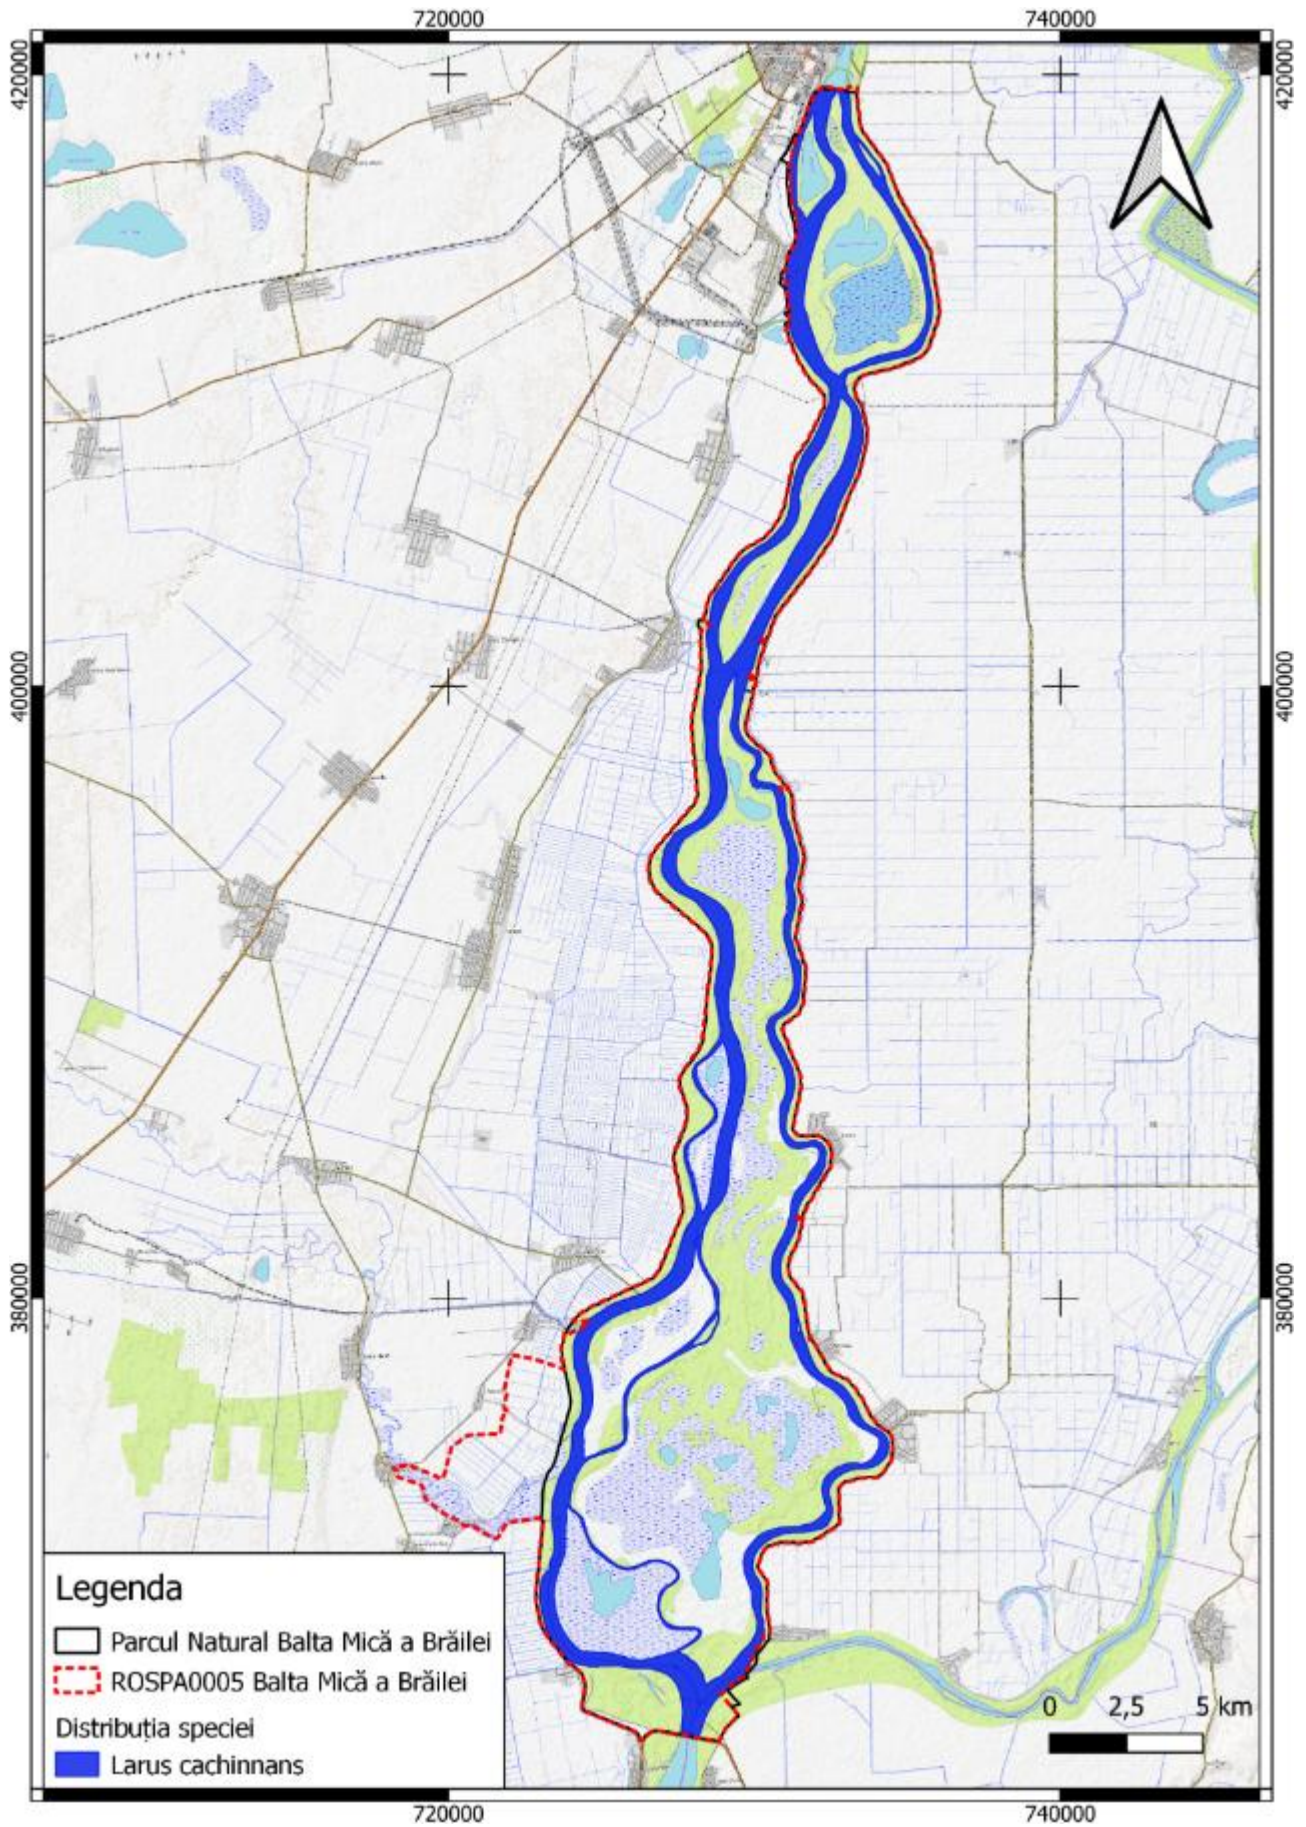 720000 740000
420000 420000
400000 400000
380000 380000
Legenda
Parcul Natural Balta Mică a Brăilei
ROSPA0005 Balta Mică a Brăilei
Distribuția speciei
Larus cachinnans
0 2,5 5 km
720000 740000